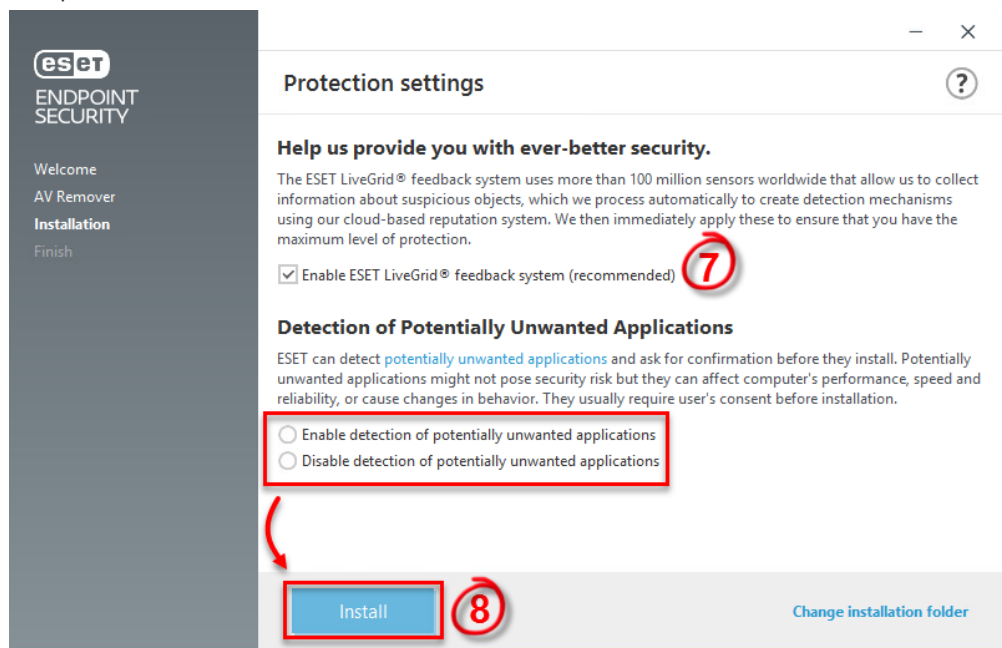 eset
ENDPOINT
SECURITY
Welcome
AV Remover
Installation
Finish
Protection settings
?
Help us provide you with ever-better security.
The ESET LiveGrid® feedback system uses more than 100 million sensors worldwide that allow us to collect
information about suspicious objects, which we process automatically to create detection mechanisms
using our cloud-based reputation system. We then immediately apply these to ensure that you have the
maximum level of protection.
Enable ESET LiveGrid® feedback system (recommended)
7
Detection of Potentially Unwanted Applications
ESET can detect potentially unwanted applications and ask for confirmation before they install. Potentially
unwanted applications might not pose security risk but they can affect computer's performance, speed and
reliability, or cause changes in behavior. They usually require user's consent before installation.
Enable detection of potentially unwanted applications
Disable detection of potentially unwanted applications
Install
8
Change installation folder